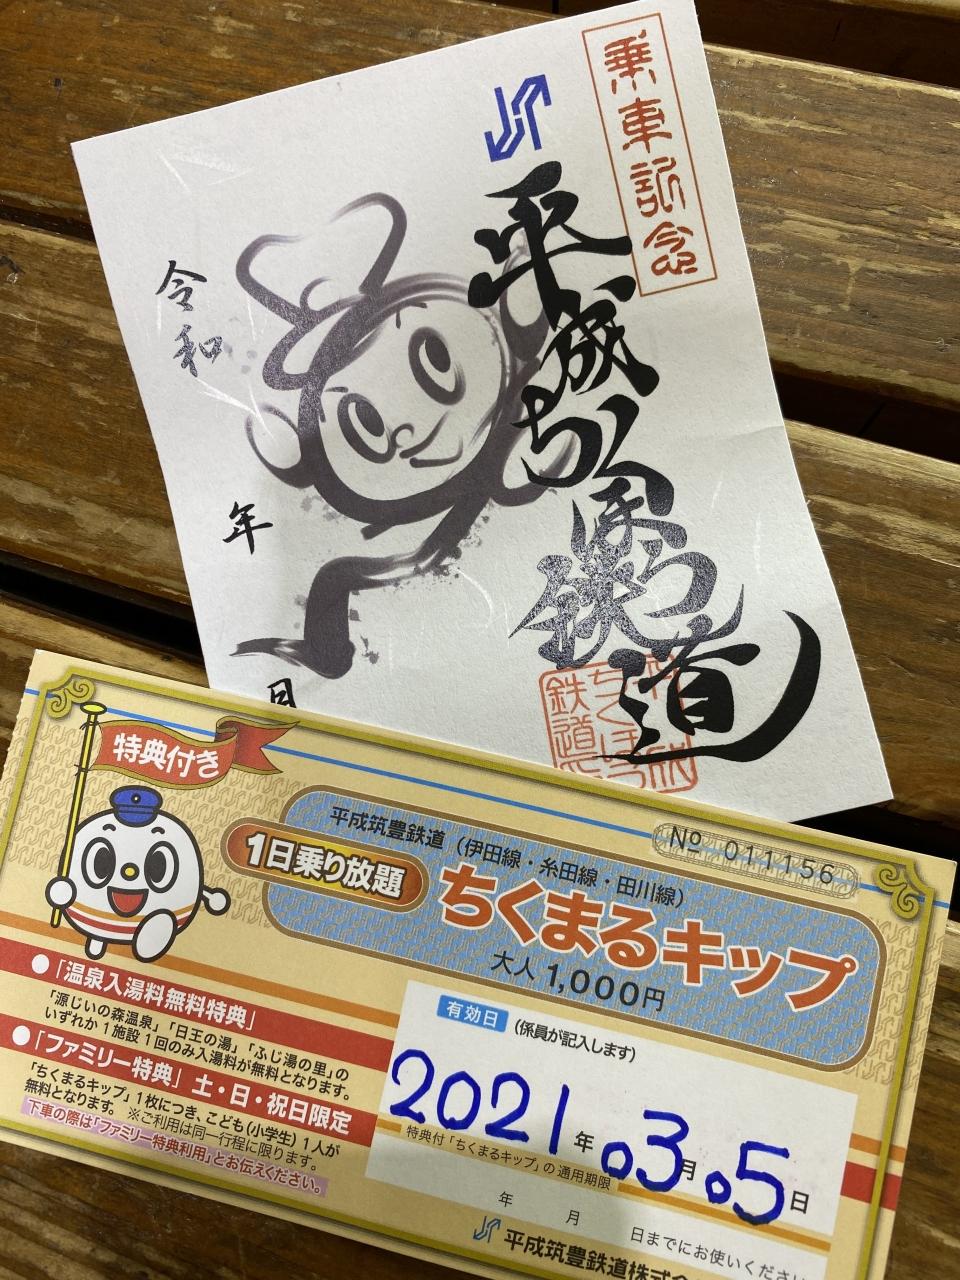 乗車記念
平成ちくほう鉄道
令和
年
月
特典付き
平成筑豊鉄道（伊田線・糸田線・田川線）
№ 011156
1日乗り放題
ちくまるキップ
大人 1,000円
●「温泉入湯料無料特典」
「源じいの森温泉」「日王の湯」「ふじ湯の里」の
いずれか1施設1回のみ入湯料が無料となります。
●「ファミリー特典」土・日・祝日限定
「ちくまるキップ」1枚につき、こども（小学生）1人が
無料となります。※ご利用は同一行程に限ります。
下車の際は「ファミリー特典利用」とお伝えください。
有効日（係員が記入します）
2021年.3月.5日
特典付「ちくまるキップ」の通用期限
年 月 日までにお使いください
平成筑豊鉄道株式